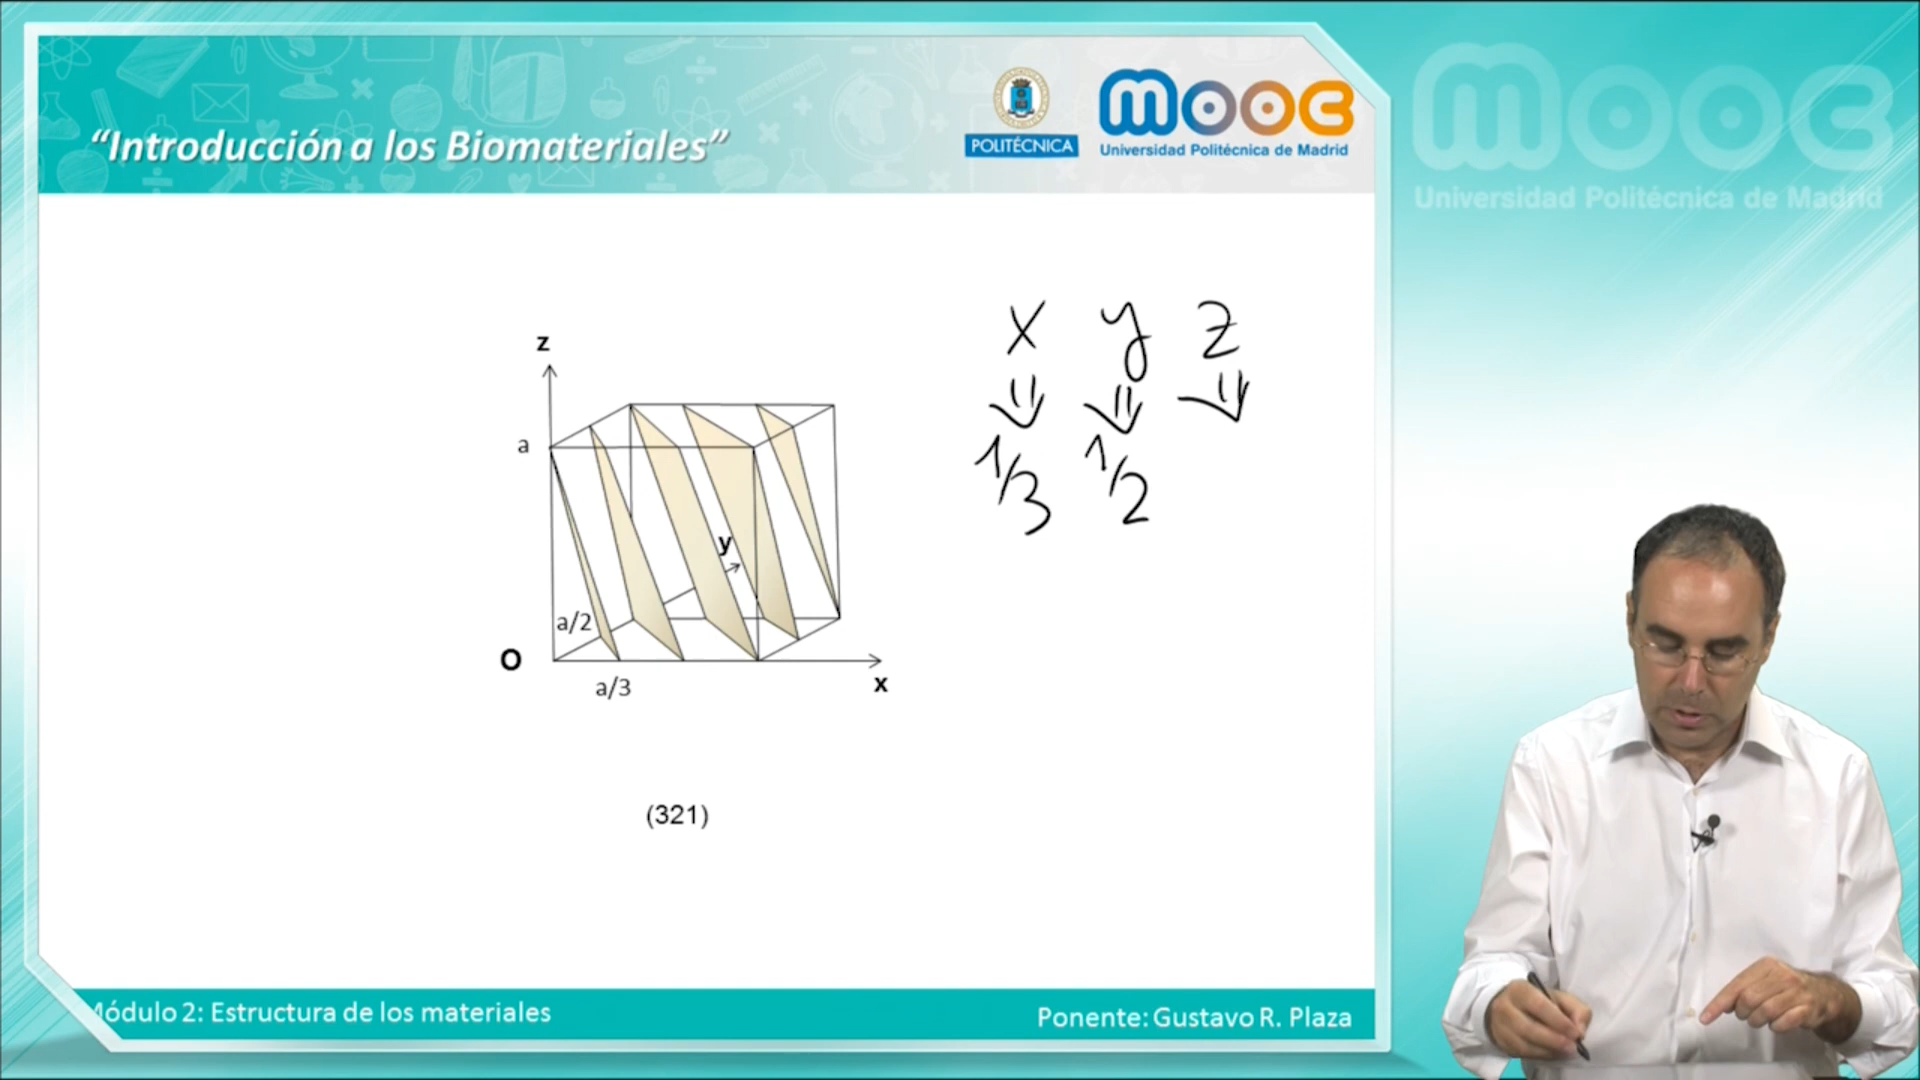 “Introducción a los Biomateriales”
POLITÉCNICA
MOOC
Universidad Politécnica de Madrid
MOOC
Universidad Politécnica de Madrid
x y z
⇓ ⇓ ⇓
1/3 1/2
z
a
y
a/2
O
a/3
x
(321)
Módulo 2: Estructura de los materiales
Ponente: Gustavo R. Plaza